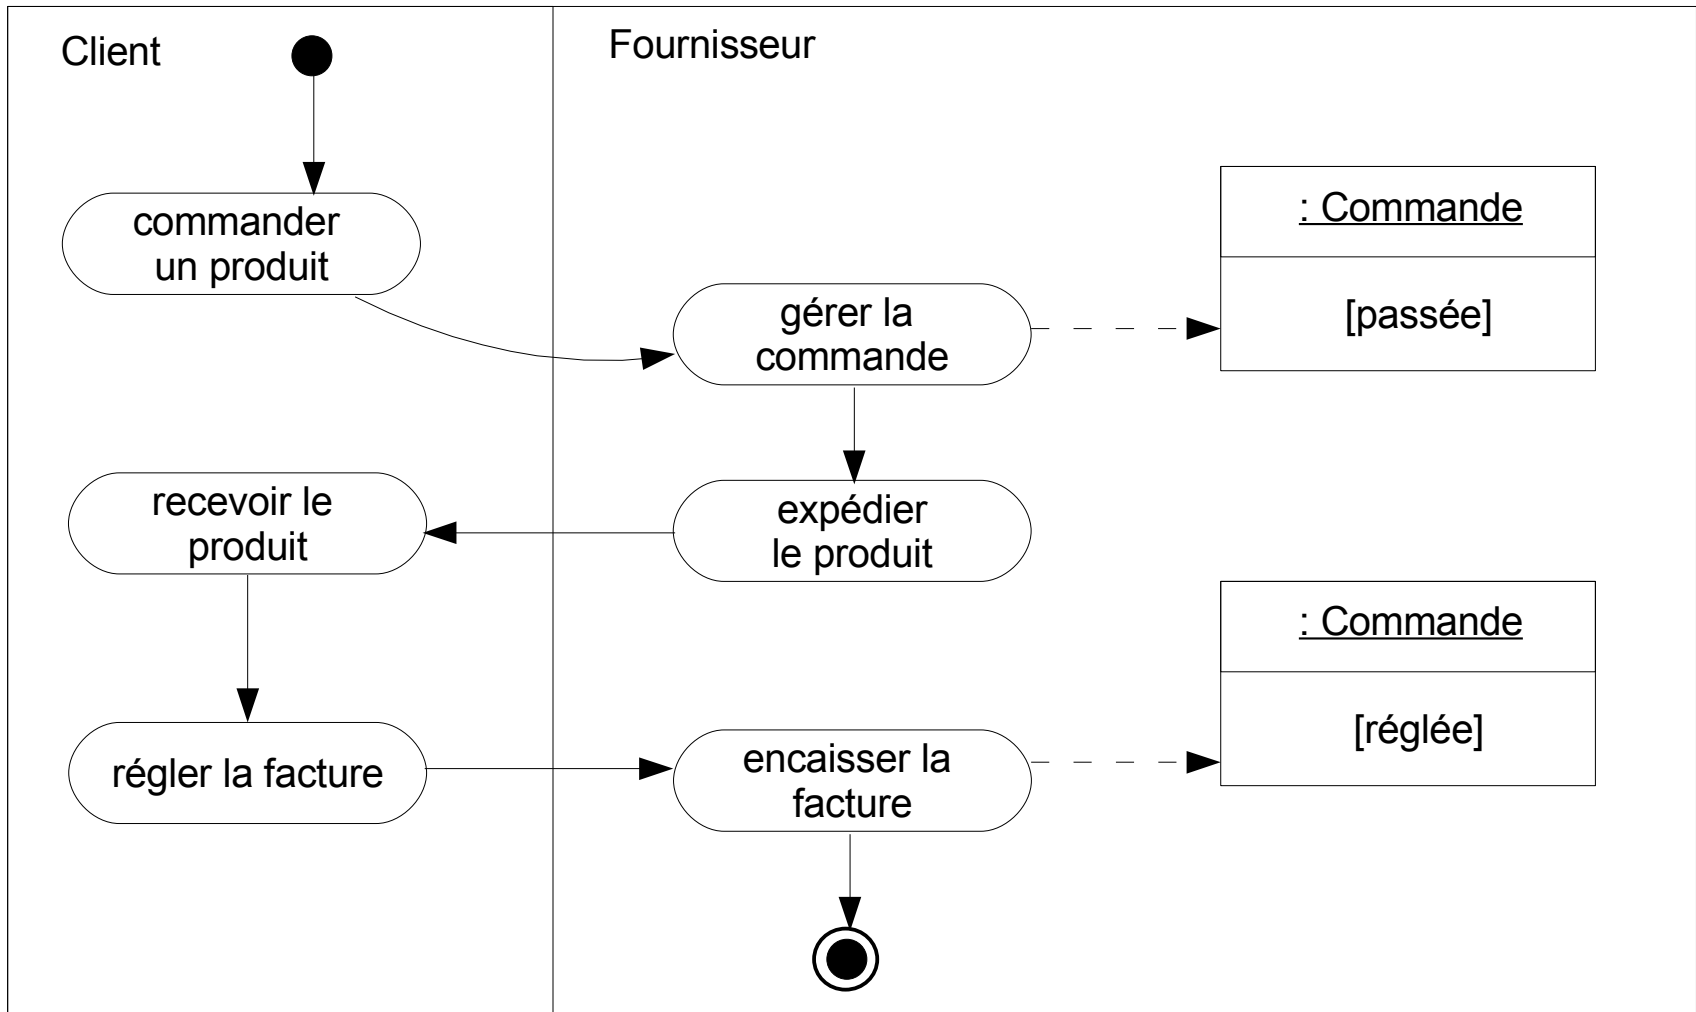 Client
Fournisseur
commander
un produit
: Commande
[passée]
gérer la
commande
recevoir le
produit
expédier
le produit
: Commande
[réglée]
régler la facture
encaisser la
facture